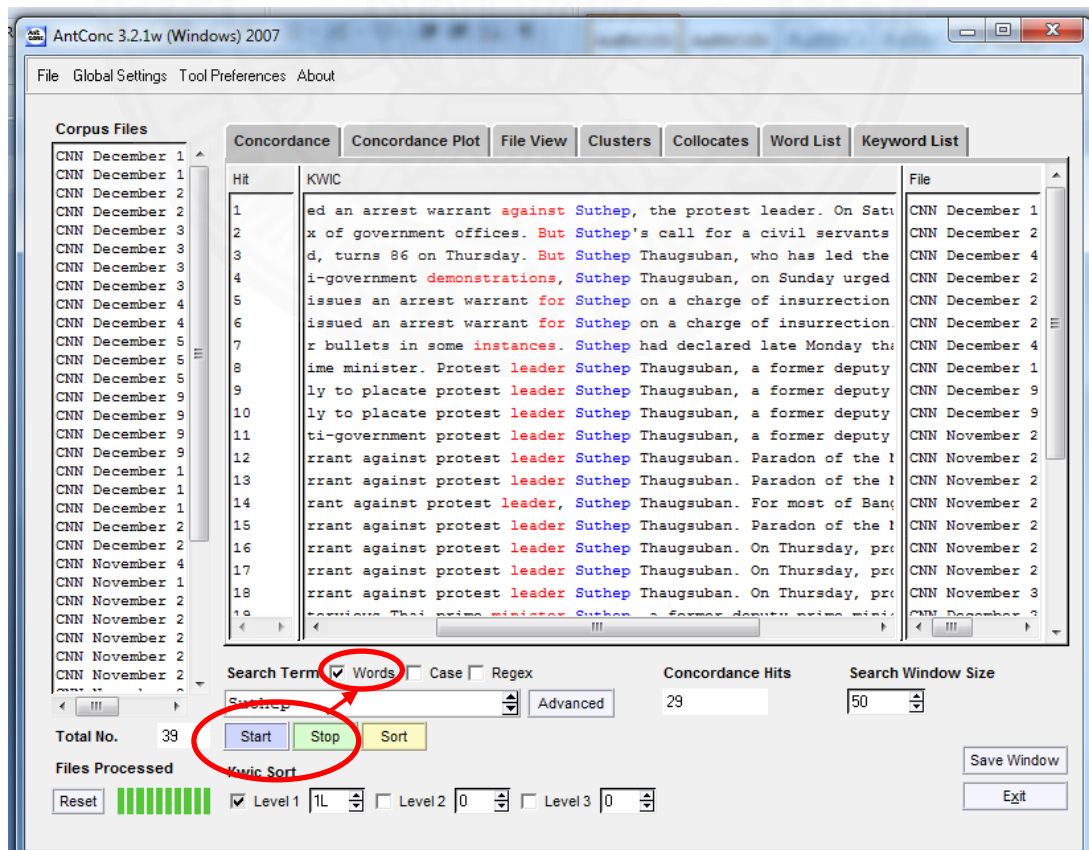 AntConc 3.2.1w (Windows) 2007
File Global Settings Tool Preferences About
Corpus Files
CNN December 1
CNN December 1
CNN December 2
CNN December 2
CNN December 3
CNN December 3
CNN December 3
CNN December 3
CNN December 4
CNN December 4
CNN December 5
CNN December 5
CNN December 5
CNN December 9
CNN December 9
CNN December 9
CNN December 9
CNN December 1
CNN December 1
CNN December 1
CNN December 2
CNN December 2
CNN November 4
CNN November 1
CNN November 2
CNN November 2
CNN November 2
CNN November 2
CNN November 2
Total No. 39
Files Processed
Reset
Concordance Concordance Plot File View Clusters Collocates Word List Keyword List
Hit KWIC File
1 ed an arrest warrant against Suthep, the protest leader. On Satu CNN December 1
2 x of government offices. But Suthep's call for a civil servants CNN December 2
3 d, turns 86 on Thursday. But Suthep Thaugsuban, who has led the CNN December 4
4 i-government demonstrations, Suthep Thaugsuban, on Sunday urged CNN December 2
5 issues an arrest warrant for Suthep on a charge of insurrection CNN December 2
6 issued an arrest warrant for Suthep on a charge of insurrection. CNN December 2
7 r bullets in some instances. Suthep had declared late Monday tha CNN December 4
8 ime minister. Protest leader Suthep Thaugsuban, a former deputy CNN December 1
9 ly to placate protest leader Suthep Thaugsuban, a former deputy CNN December 9
10 ly to placate protest leader Suthep Thaugsuban, a former deputy CNN December 9
11 ti-government protest leader Suthep Thaugsuban, a former deputy CNN November 2
12 rrant against protest leader Suthep Thaugsuban. Paradon of the CNN November 2
13 rrant against protest leader Suthep Thaugsuban. Paradon of the CNN November 2
14 rant against protest leader, Suthep Thaugsuban. For most of Bang CNN November 2
15 rrant against protest leader Suthep Thaugsuban. Paradon of the CNN November 2
16 rrant against protest leader Suthep Thaugsuban. On Thursday, pro CNN November 2
17 rrant against protest leader Suthep Thaugsuban. On Thursday, pro CNN November 2
18 rrant against protest leader Suthep Thaugsuban. On Thursday, pro CNN November 3
19 Thai prime minister Suthep, a former deputy prime mini
Search Term Words Case Regex Concordance Hits Search Window Size
Suthep Advanced 29 50
Start Stop Sort
Kwic Sort
Level 1 1L Level 2 0 Level 3 0
Save Window
Exit